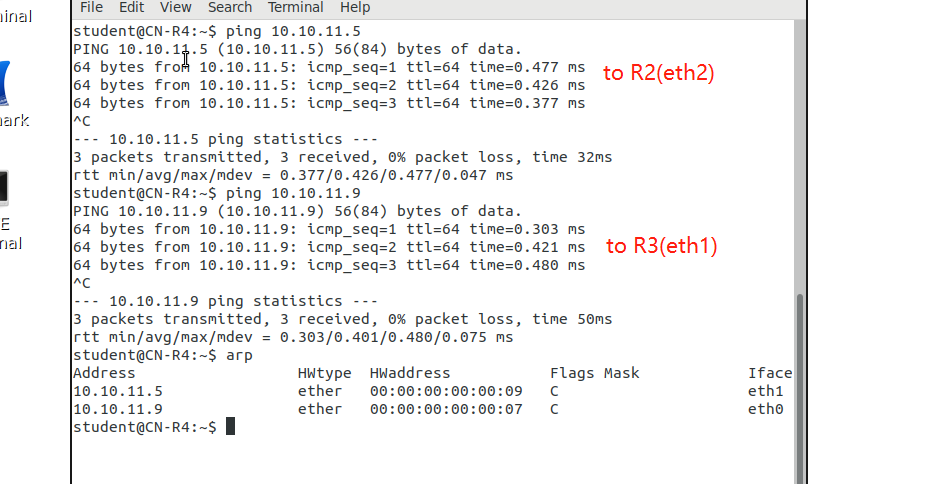 File Edit View Search Terminal Help
inal
student@CN-R4:~$ ping 10.10.11.5
PING 10.10.11.5 (10.10.11.5) 56(84) bytes of data.
64 bytes from 10.10.11.5: icmp_seq=1 ttl=64 time=0.477 ms
to R2(eth2)
64 bytes from 10.10.11.5: icmp_seq=2 ttl=64 time=0.426 ms
64 bytes from 10.10.11.5: icmp_seq=3 ttl=64 time=0.377 ms
ark
^C
--- 10.10.11.5 ping statistics ---
3 packets transmitted, 3 received, 0% packet loss, time 32ms
rtt min/avg/max/mdev = 0.377/0.426/0.477/0.047 ms
student@CN-R4:~$ ping 10.10.11.9
PING 10.10.11.9 (10.10.11.9) 56(84) bytes of data.
E
64 bytes from 10.10.11.9: icmp_seq=1 ttl=64 time=0.303 ms
nal
64 bytes from 10.10.11.9: icmp_seq=2 ttl=64 time=0.421 ms
to R3(eth1)
64 bytes from 10.10.11.9: icmp_seq=3 ttl=64 time=0.480 ms
^C
--- 10.10.11.9 ping statistics ---
3 packets transmitted, 3 received, 0% packet loss, time 50ms
rtt min/avg/max/mdev = 0.303/0.401/0.480/0.075 ms
student@CN-R4:~$ arp
Address HWtype HWaddress Flags Mask Iface
10.10.11.5 ether 00:00:00:00:00:09 C eth1
10.10.11.9 ether 00:00:00:00:00:07 C eth0
student@CN-R4:~$